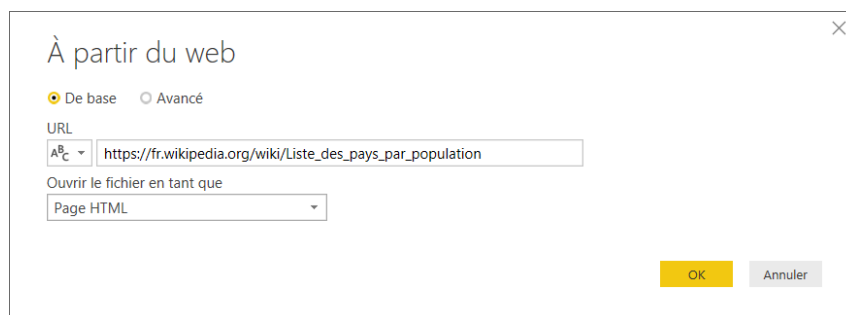 À partir du web
De base Avancé
URL
ABC https://fr.wikipedia.org/wiki/Liste_des_pays_par_population
Ouvrir le fichier en tant que
Page HTML
OK Annuler